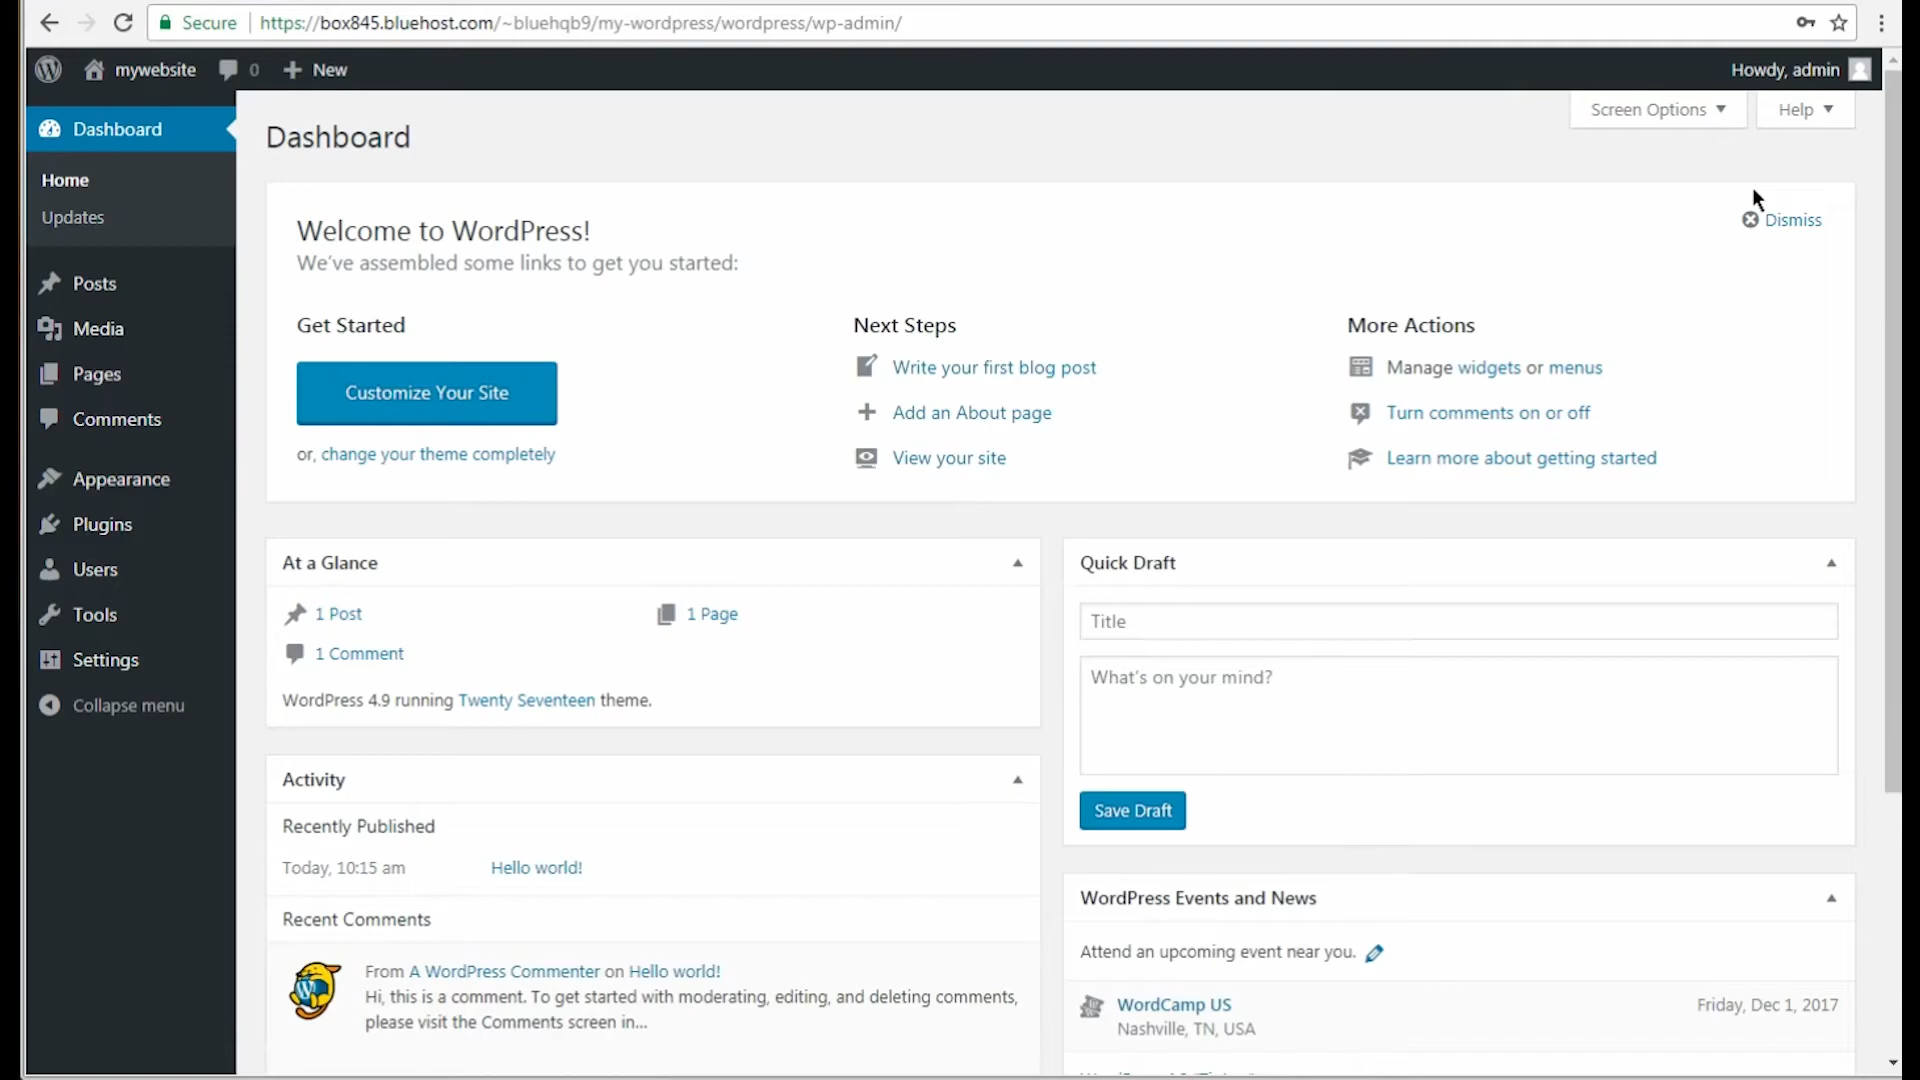 Secure https://box845.bluehost.com/~bluehqb9/my-wordpress/wordpress/wp-admin/
mywebsite 0 New Howdy, admin
Screen Options Help
Dashboard
Home
Updates
Posts
Media
Pages
Comments
Appearance
Plugins
Users
Tools
Settings
Collapse menu
Dashboard
Dismiss
Welcome to WordPress!
We've assembled some links to get you started:
Get Started
Customize Your Site
or, change your theme completely
Next Steps
Write your first blog post
Add an About page
View your site
More Actions
Manage widgets or menus
Turn comments on or off
Learn more about getting started
At a Glance
1 Post 1 Page
1 Comment
WordPress 4.9 running Twenty Seventeen theme.
Activity
Recently Published
Today, 10:15 am Hello world!
Recent Comments
From A WordPress Commenter on Hello world!
Hi, this is a comment. To get started with moderating, editing, and deleting comments,
please visit the Comments screen in...
Quick Draft
Title
What's on your mind?
Save Draft
WordPress Events and News
Attend an upcoming event near you.
WordCamp US Friday, Dec 1, 2017
Nashville, TN, USA